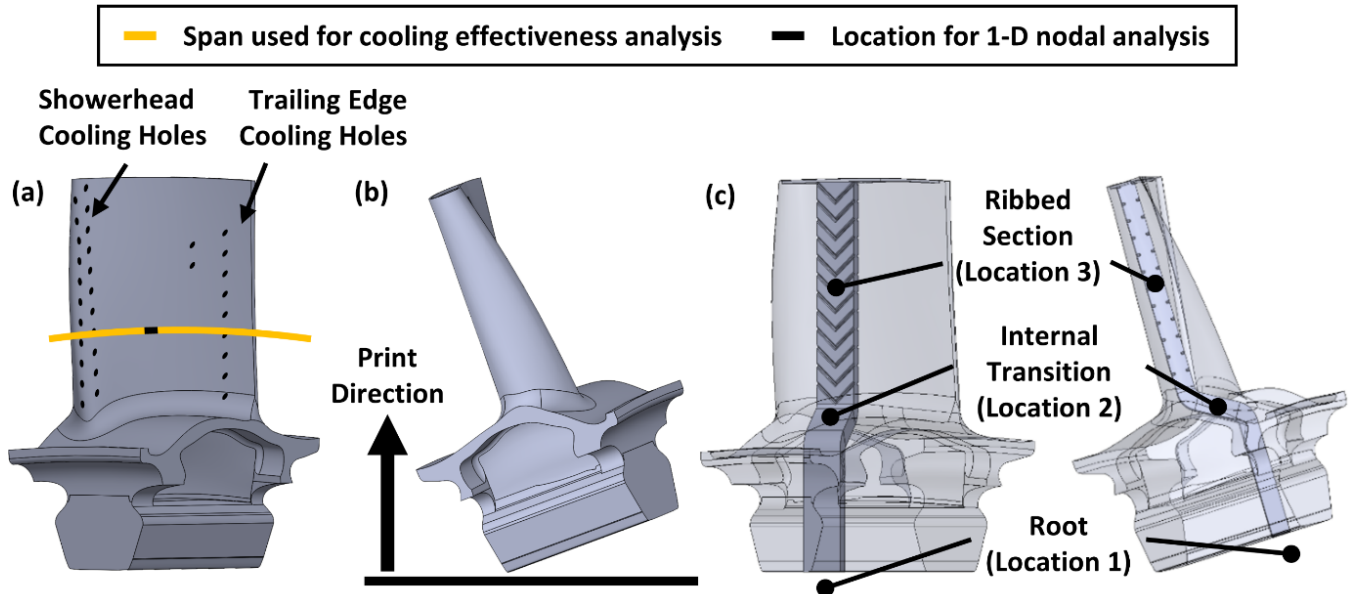 Span used for cooling effectiveness analysis
Location for 1-D nodal analysis
Showerhead
Cooling Holes
Trailing Edge
Cooling Holes
(a)
(b)
Print
Direction
(c)
Ribbed
Section
(Location 3)
Internal
Transition
(Location 2)
Root
(Location 1)